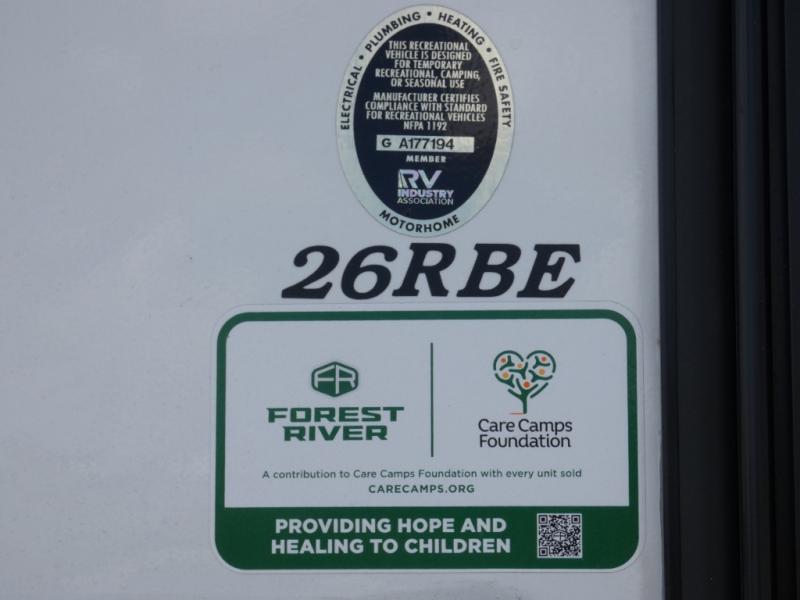 ELECTRICAL • PLUMBING • HEATING • FIRE SAFETY
THIS RECREATIONAL
VEHICLE IS DESIGNED
FOR TEMPORARY
RECREATIONAL, CAMPING,
OR SEASONAL USE
MANUFACTURER CERTIFIES
COMPLIANCE WITH STANDARD
FOR RECREATIONAL VEHICLES
NFPA 1192
G A177194
MEMBER
RV
INDUSTRY
ASSOCIATION
MOTORHOME
26RBE
FR
FOREST
RIVER
Care Camps
Foundation
A contribution to Care Camps Foundation with every unit sold
CARECAMPS.ORG
PROVIDING HOPE AND
HEALING TO CHILDREN